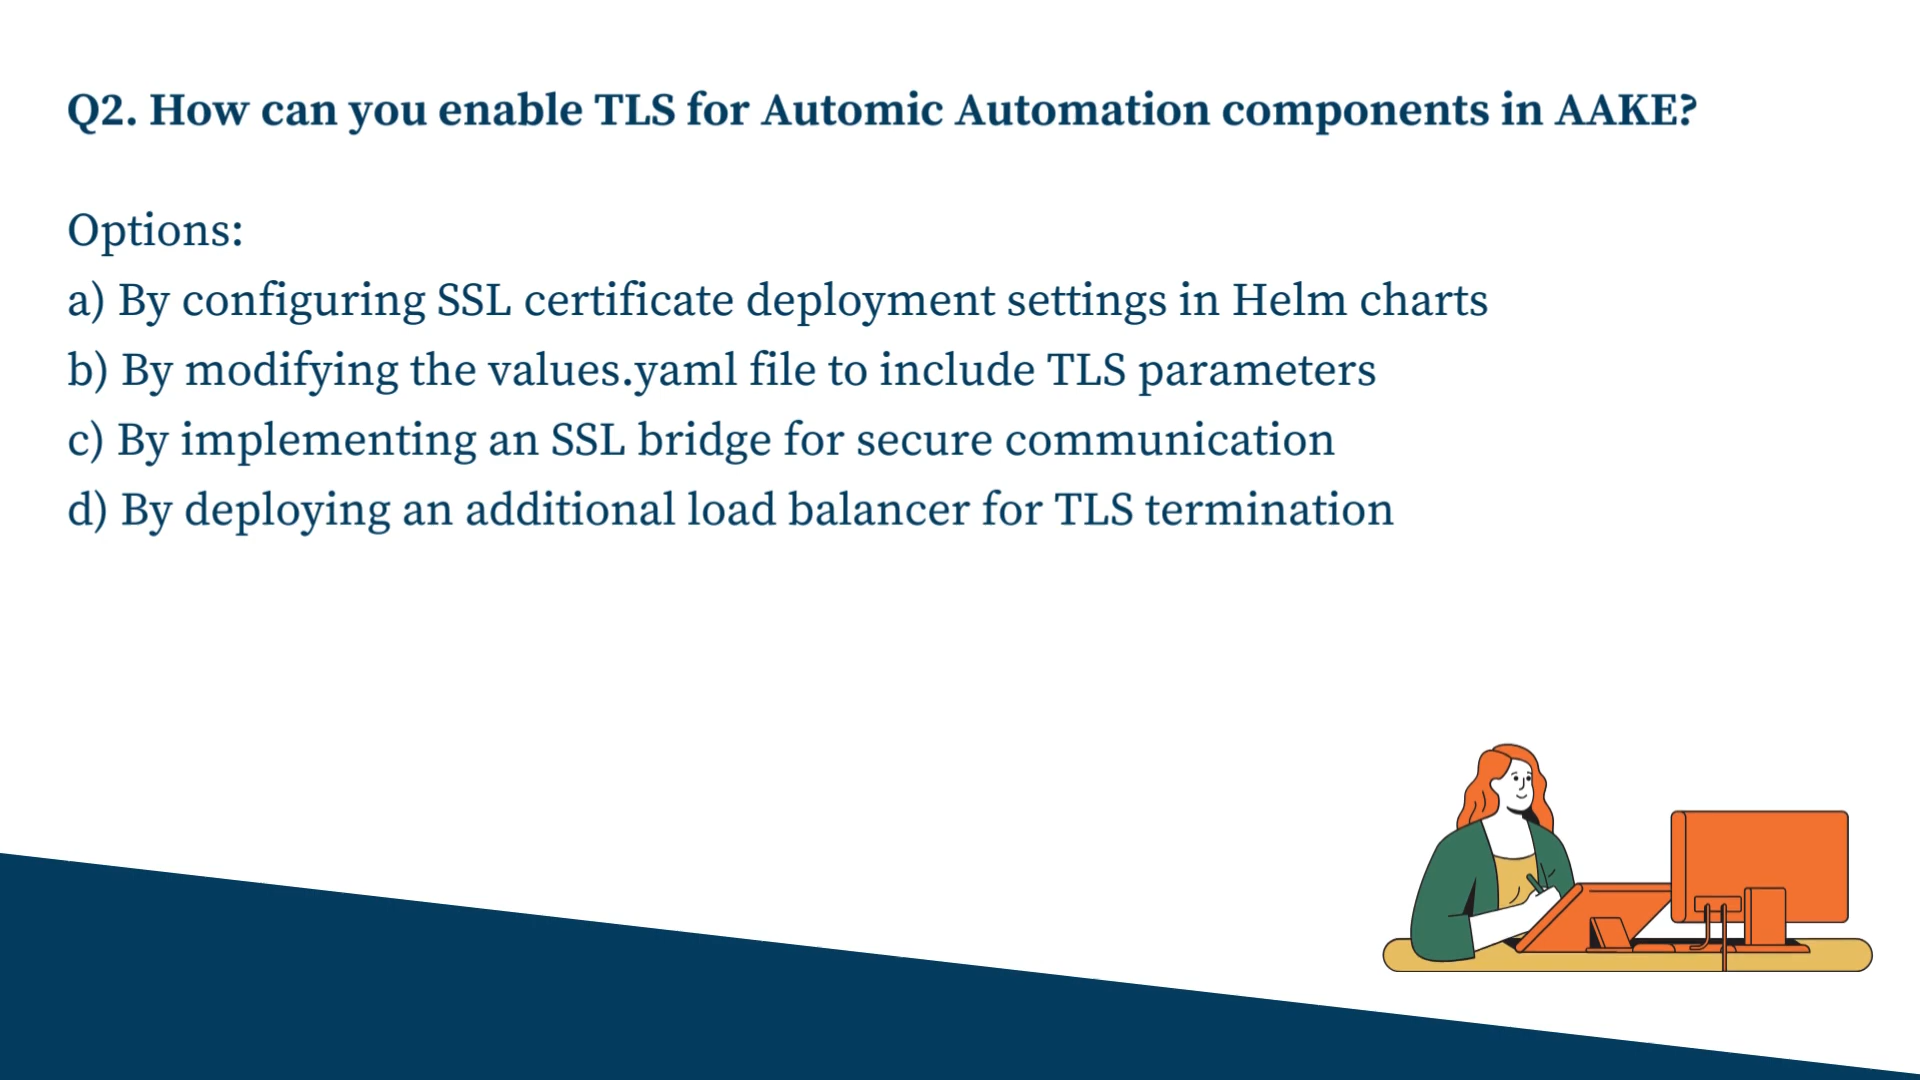 Q2. How can you enable TLS for Automic Automation components in AAKE?
Options:
a) By configuring SSL certificate deployment settings in Helm charts
b) By modifying the values.yaml file to include TLS parameters
c) By implementing an SSL bridge for secure communication
d) By deploying an additional load balancer for TLS termination